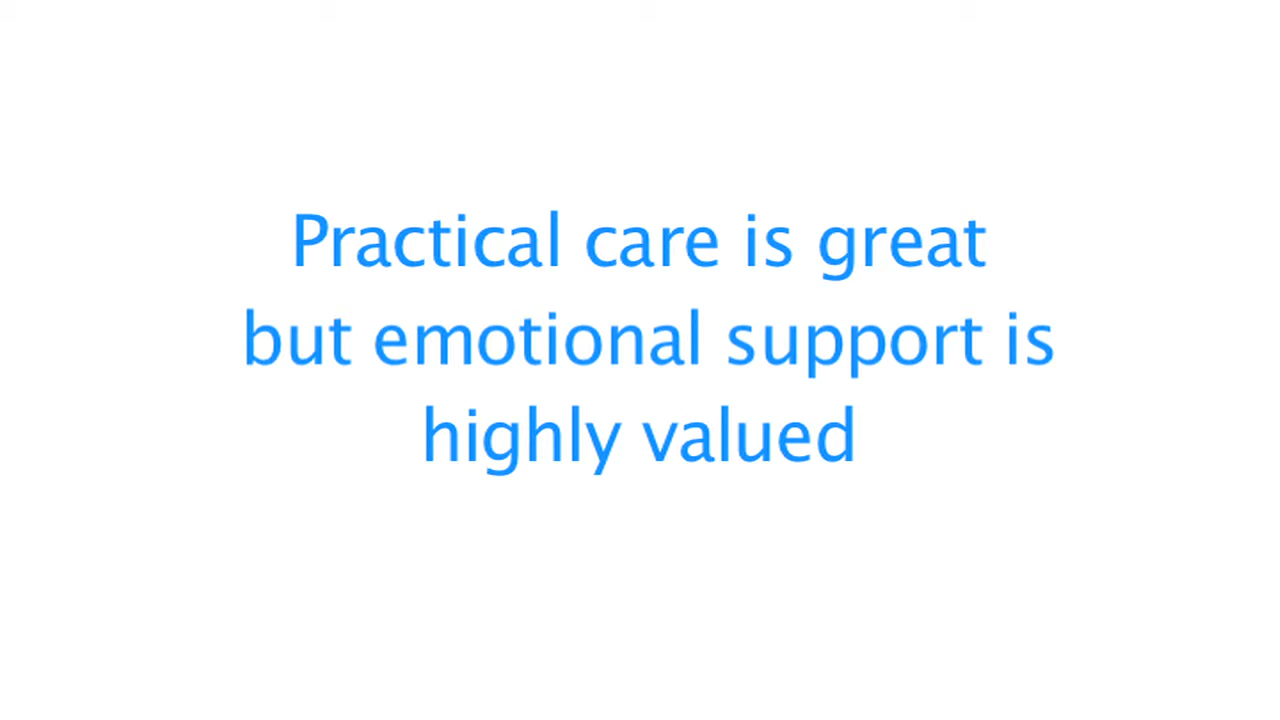 Practical care is great
but emotional support is
highly valued